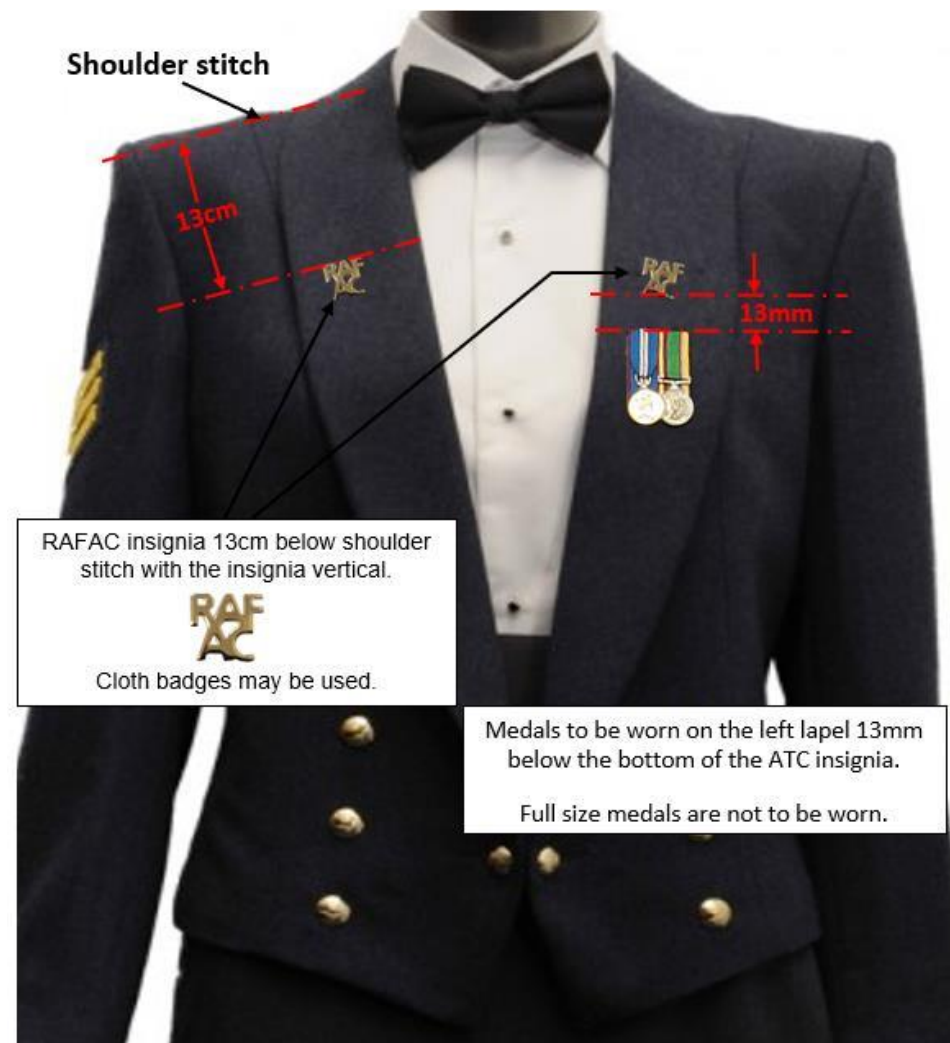 Shoulder stitch
13cm
RAF
AC
RAF
AC
13mm
RAFAC insignia 13cm below shoulder
stitch with the insignia vertical.
RAF
AC
Cloth badges may be used.
Medals to be worn on the left lapel 13mm
below the bottom of the ATC insignia.
Full size medals are not to be worn.